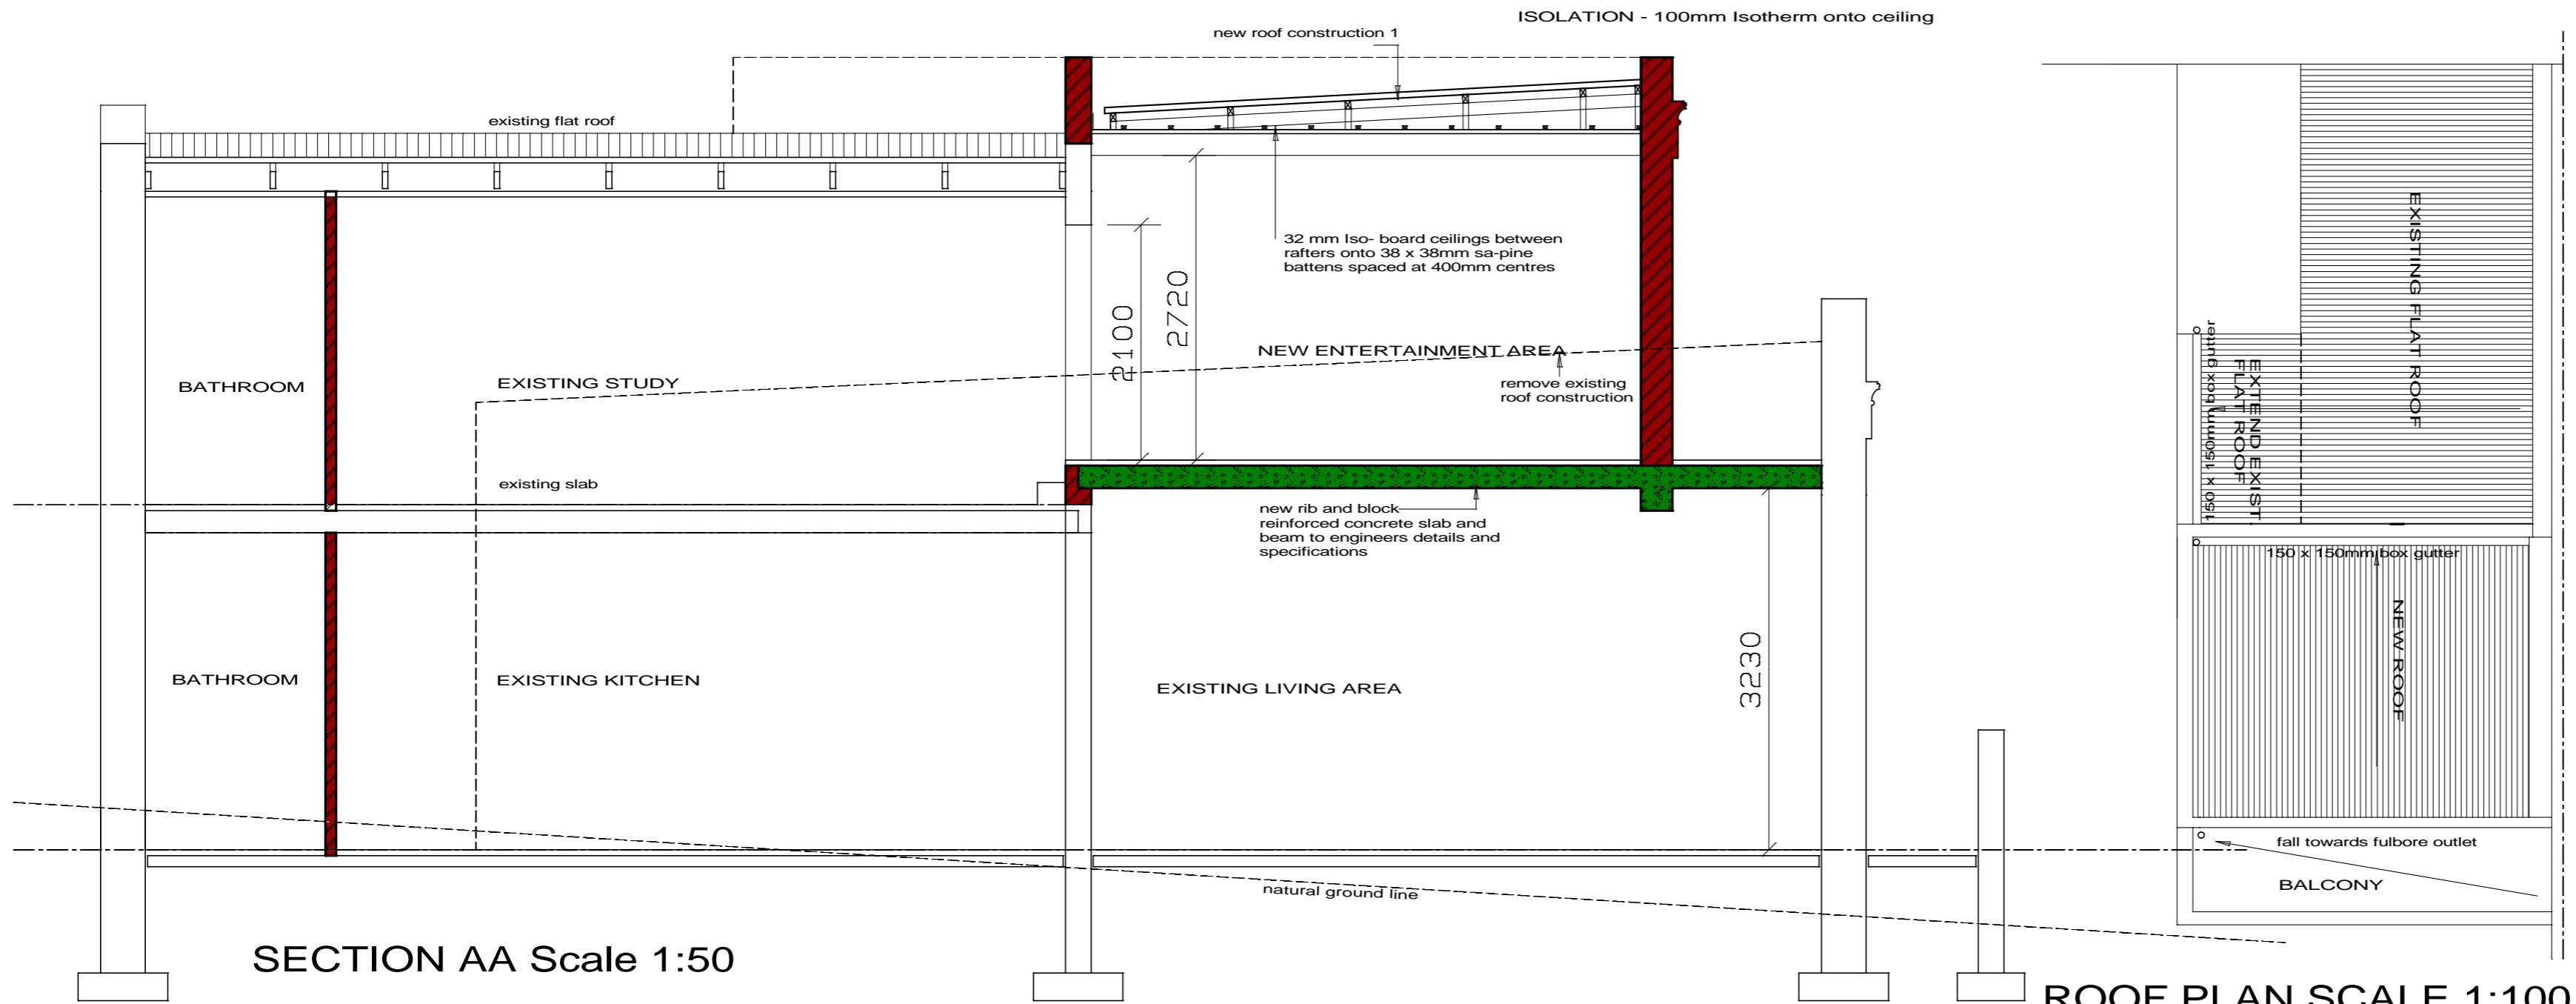 ISOLATION - 100mm Isotherm onto ceiling
new roof construction 1
existing flat roof
32 mm Iso- board ceilings between
rafters onto 38 x 38mm sa-pine
battens spaced at 400mm centres
2100
2720
NEW ENTERTAINMENT AREA
remove existing
roof construction
BATHROOM
EXISTING STUDY
existing slab
new rib and block
reinforced concrete slab and
beam to engineers details and
specifications
3230
BATHROOM
EXISTING KITCHEN
EXISTING LIVING AREA
natural ground line
SECTION AA Scale 1:50
EXISTING FLAT ROOF
EXTEND EXIST.
FLAT ROOF
150 x 150mm box gutter
150 x 150mm box gutter
NEW ROOF
fall towards fulbore outlet
BALCONY
ROOF PLAN SCALE 1:100